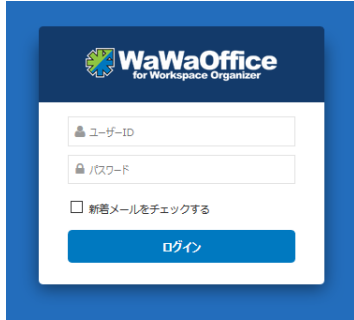 WaWaOffice
for Workspace Organizer
ユーザーID
パスワード
新着メールをチェックする
ログイン